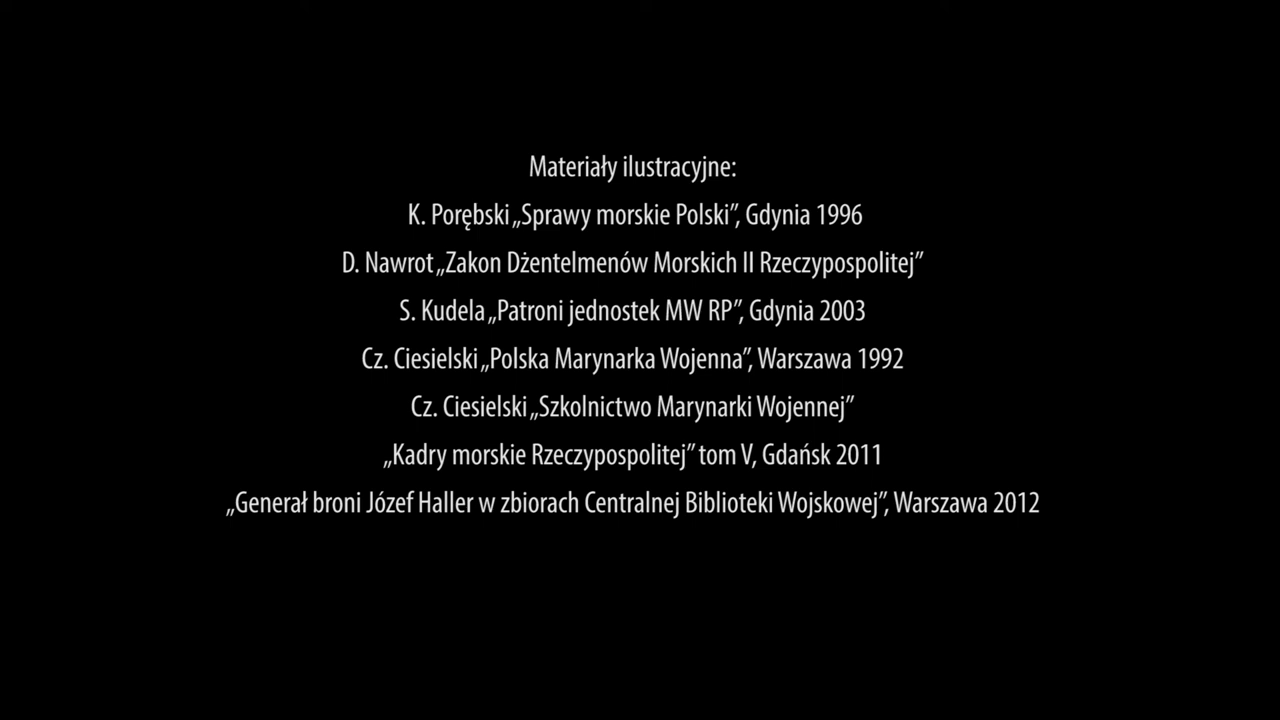 Materiały ilustracyjne:
K. Porębski „Sprawy morskie Polski”, Gdynia 1996
D. Nawrot „Zakon Dżentelmenów Morskich II Rzeczypospolitej”
S. Kudela „Patroni jednostek MW RP”, Gdynia 2003
Cz. Ciesielski „Polska Marynarka Wojenna”, Warszawa 1992
Cz. Ciesielski „Szkolnictwo Marynarki Wojennej”
„Kadry morskie Rzeczypospolitej” tom V, Gdańsk 2011
„Generał broni Józef Haller w zbiorach Centralnej Biblioteki Wojskowej”, Warszawa 2012